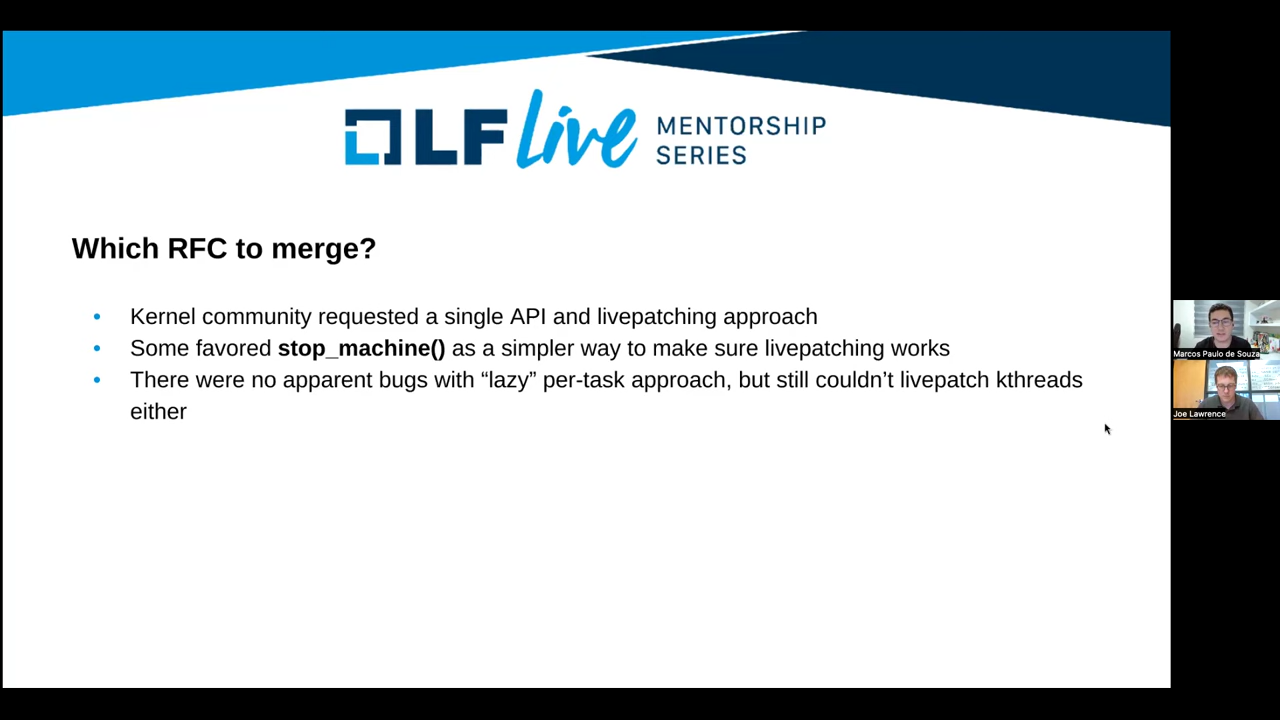 LF Live MENTORSHIP
SERIES
Which RFC to merge?
• Kernel community requested a single API and livepatching approach
• Some favored stop_machine() as a simpler way to make sure livepatching works
• There were no apparent bugs with “lazy” per-task approach, but still couldn’t livepatch kthreads
either
Marcos Paulo de Souza
Joe Lawrence